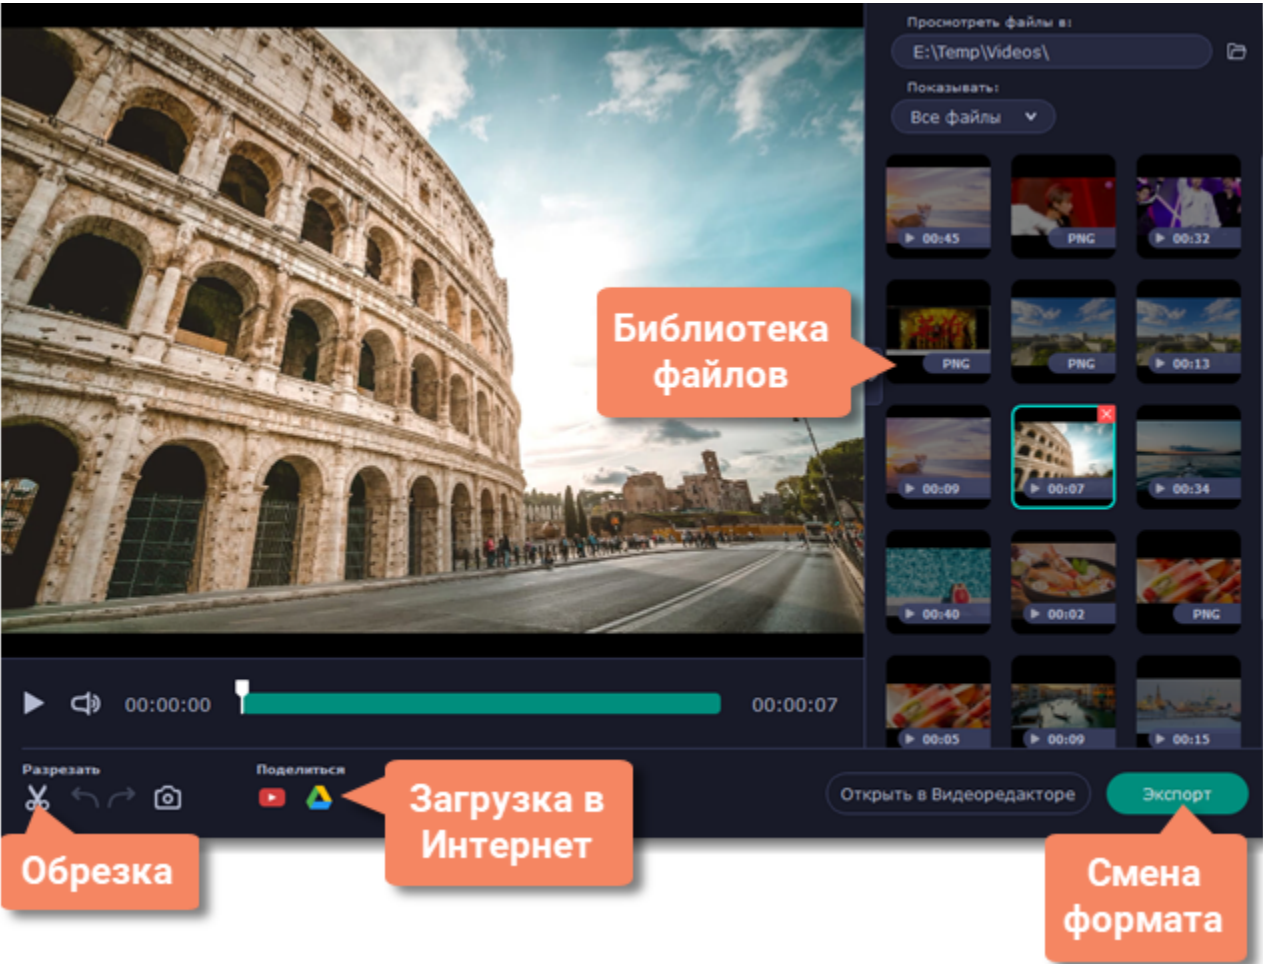 Просмотреть файлы в:
E:\Temp\Videos\
Показывать:
Все файлы
00:45
PNG
00:32
Библиотека
файлов
PNG
PNG
00:13
00:09
00:07
00:34
00:40
00:02
PNG
00:05
00:09
00:15
00:00:00
00:00:07
Разрезать
Поделиться
Загрузка в
Интернет
Открыть в Видеоредакторе
Экспорт
Обрезка
Смена
формата